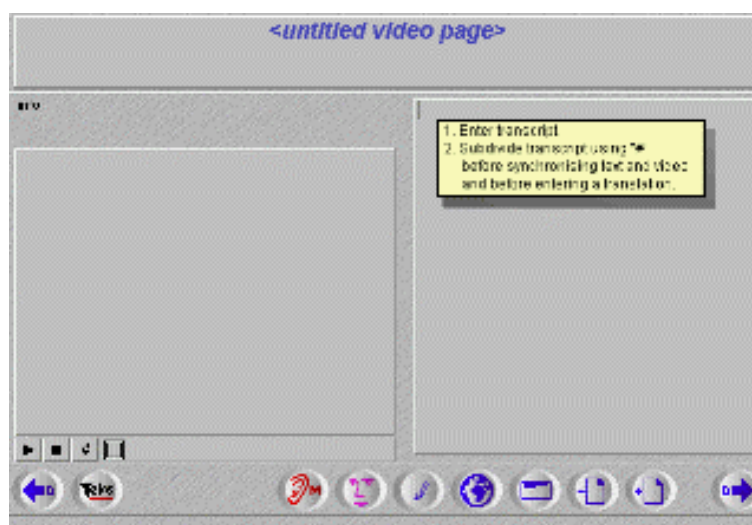 <untitled video page>
1. Enter transcript
2. Subdivide transcript using "#"
before synchronising text and video
and before entering a translation.
Teks
M